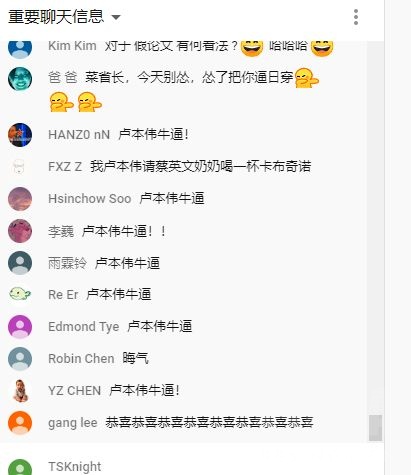 重要聊天信息
Kim Kim 对于 假论文 有何看法？😄 哈哈哈😄
爸 爸 菜省长，今天别怂，怂了把你逼日穿
HANZ0 nN 卢本伟牛逼！
FXZ Z 我卢本伟请蔡英文奶奶喝一杯卡布奇诺
Hsinchow Soo 卢本伟牛逼
李巍 卢本伟牛逼！！
雨霖铃 卢本伟牛逼
Re Er 卢本伟牛逼
Edmond Tye 卢本伟牛逼
Robin Chen 晦气
YZ CHEN 卢本伟牛逼！
gang lee 恭喜恭喜恭喜恭喜恭喜恭喜恭喜恭喜
TSKnight